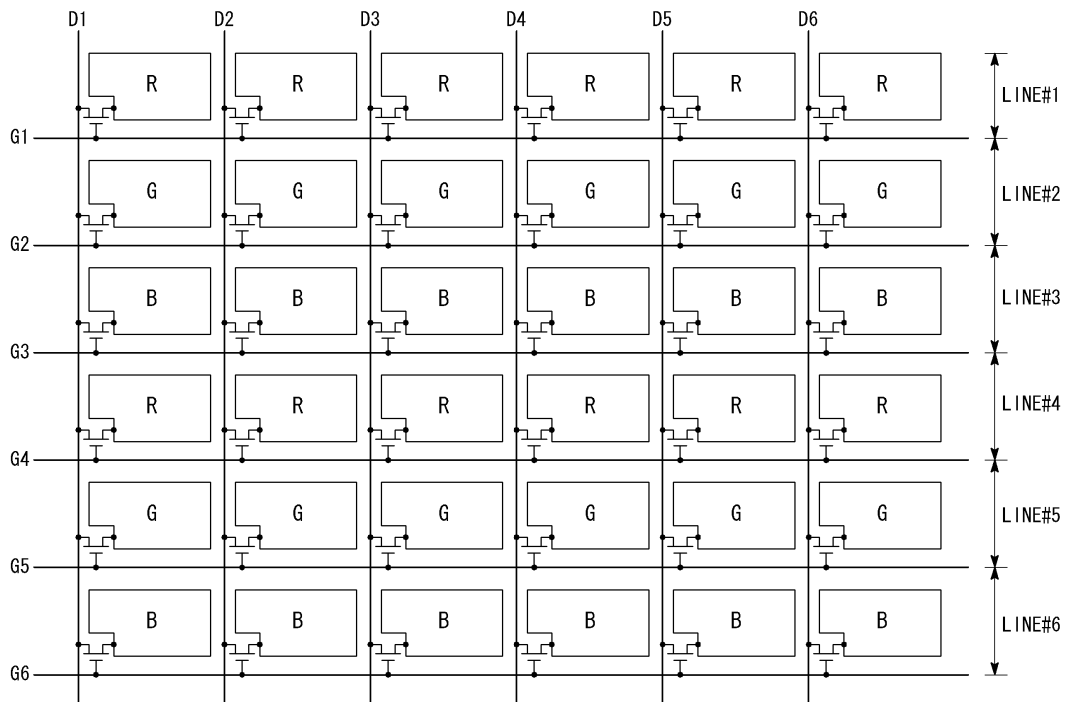 D1 D2 D3 D4 D5 D6
R R R R R R LINE#1
G1
G G G G G G LINE#2
G2
B B B B B B LINE#3
G3
R R R R R R LINE#4
G4
G G G G G G LINE#5
G5
B B B B B B LINE#6
G6